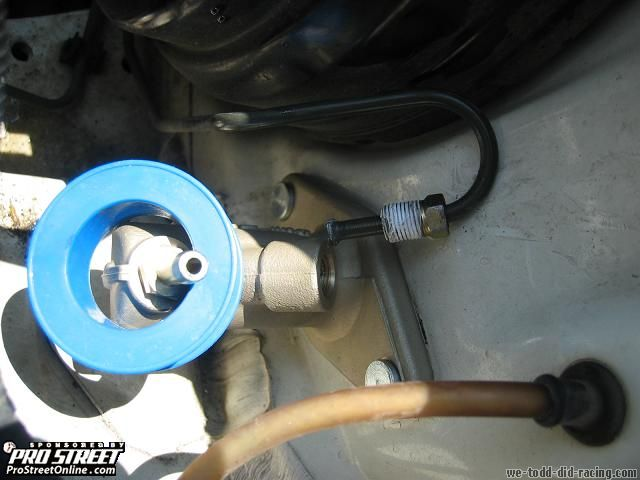 SPONSORED BY
PRO STREET
ProStreetOnline.com
we-todd-did-racing.com